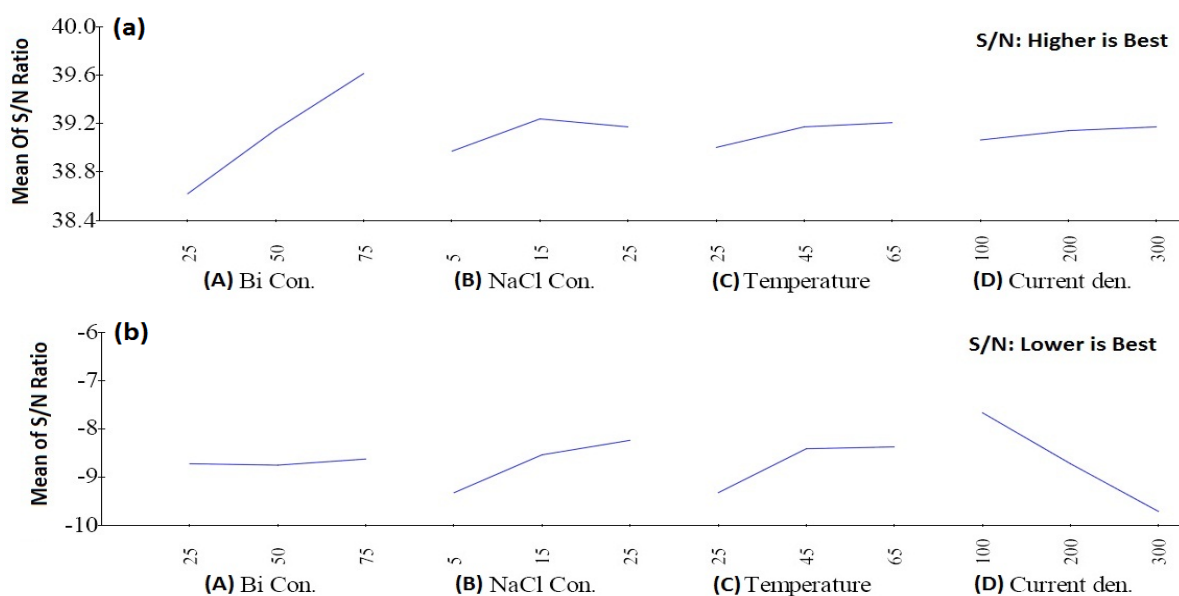 (a)
S/N: Higher is Best
Mean Of S/N Ratio
40.0
39.6
39.2
38.8
38.4
25 50 75 5 15 25 25 45 65 100 200 300
(A) Bi Con. (B) NaCl Con. (C) Temperature (D) Current den.
(b)
S/N: Lower is Best
Mean of S/N Ratio
-6
-7
-8
-9
-10
25 50 75 5 15 25 25 45 65 100 200 300
(A) Bi Con. (B) NaCl Con. (C) Temperature (D) Current den.